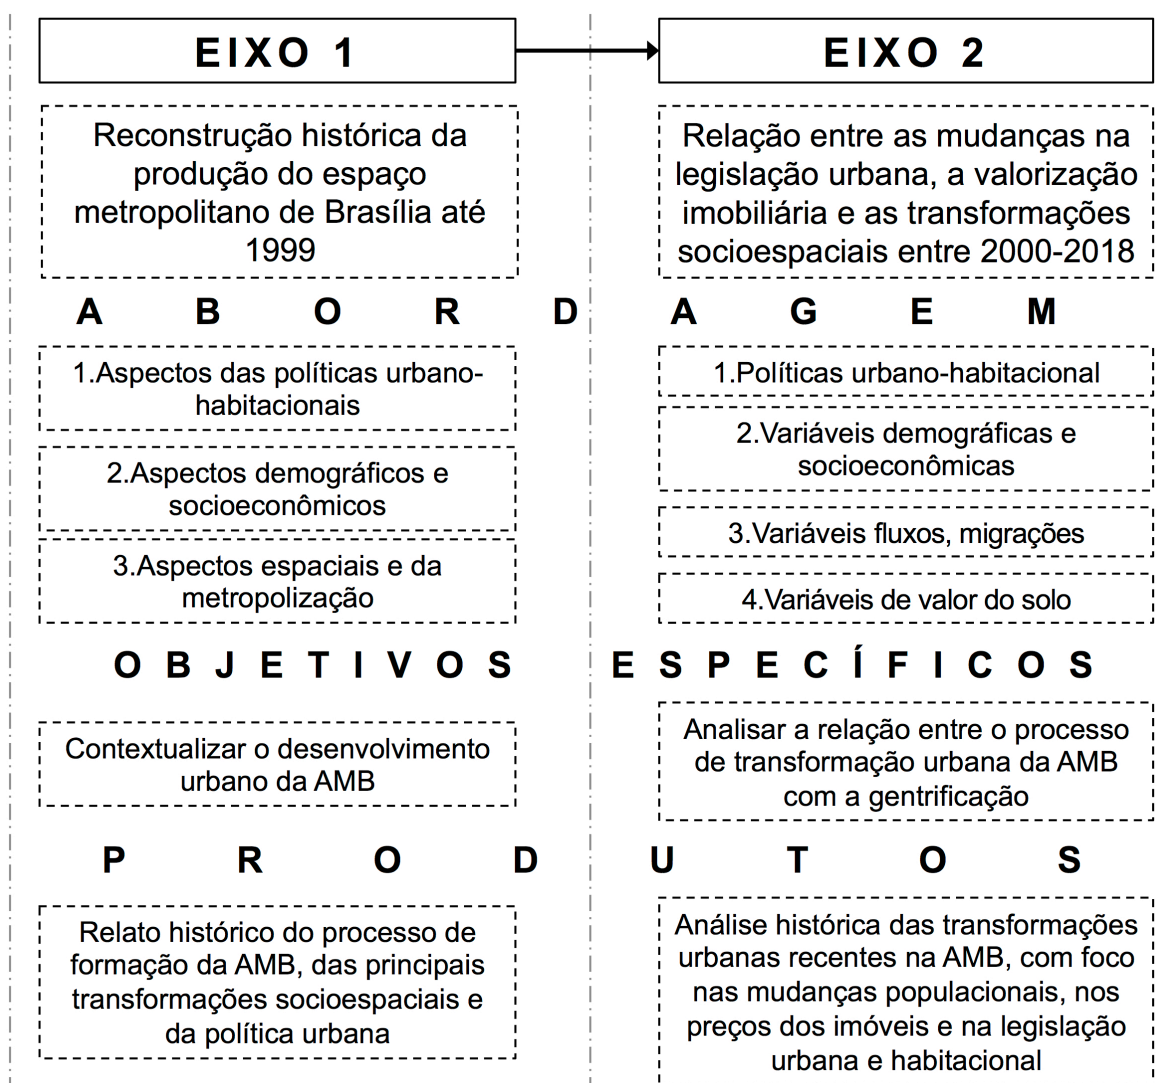 EIXO 1
EIXO 2
Reconstrução histórica da
produção do espaço
metropolitano de Brasília até
1999
Relação entre as mudanças na
legislação urbana, a valorização
imobiliária e as transformações
socioespaciais entre 2000-2018
A B O R D A G E M
1.Aspectos das políticas urbano-
habitacionais
2.Aspectos demográficos e
socioeconômicos
3.Aspectos espaciais e da
metropolização
1.Políticas urbano-habitacional
2.Variáveis demográficas e
socioeconômicas
3.Variáveis fluxos, migrações
4.Variáveis de valor do solo
O B J E T I V O S E S P E C Í F I C O S
Contextualizar o desenvolvimento
urbano da AMB
Analisar a relação entre o processo
de transformação urbana da AMB
com a gentrificação
P R O D U T O S
Relato histórico do processo de
formação da AMB, das principais
transformações socioespaciais e
da política urbana
Análise histórica das transformações
urbanas recentes na AMB, com foco
nas mudanças populacionais, nos
preços dos imóveis e na legislação
urbana e habitacional